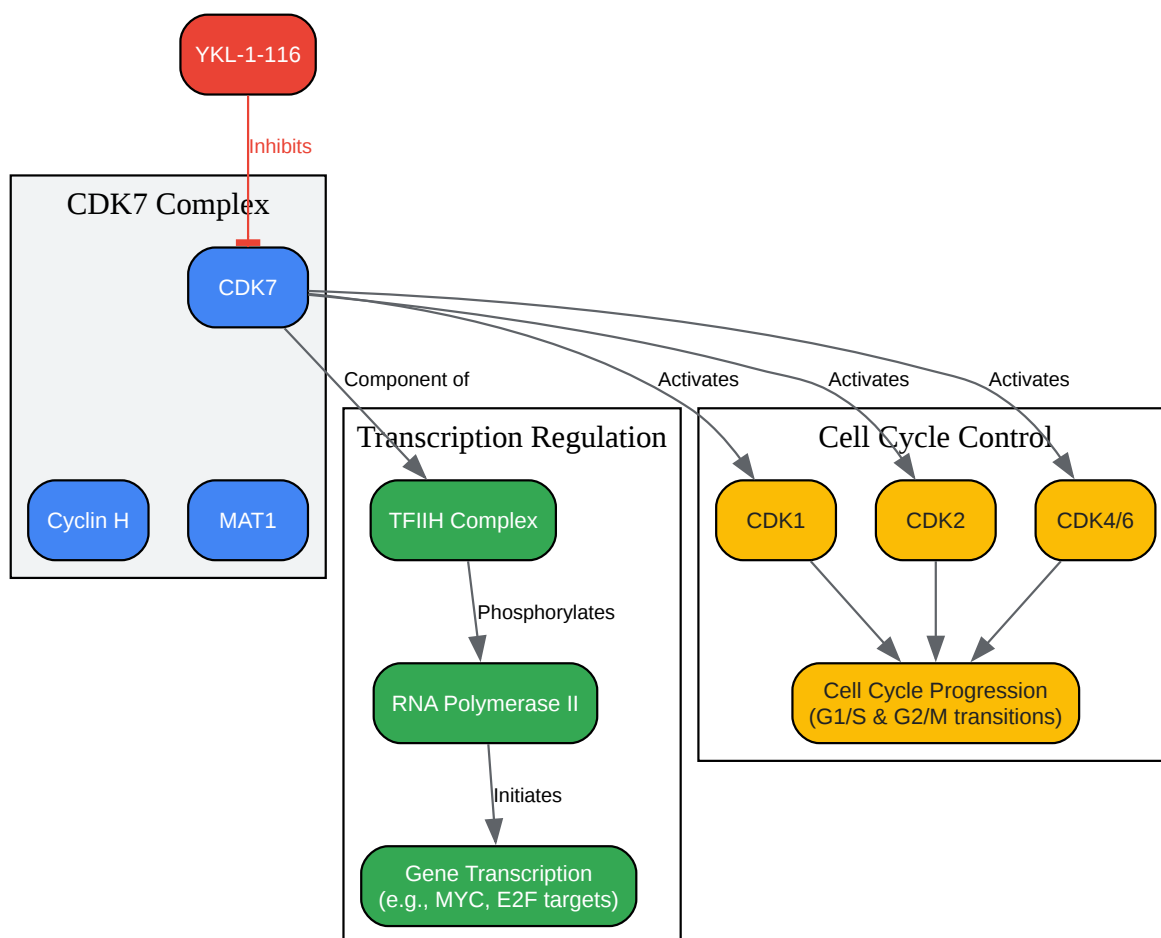 YKL-1-116
Inhibits
CDK7 Complex
CDK7
Component of
Activates
Activates
Activates
Transcription Regulation
Cell Cycle Control
Cyclin H
MAT1
TFIIH Complex
CDK1
CDK2
CDK4/6
Phosphorylates
RNA Polymerase II
Cell Cycle Progression
(G1/S & G2/M transitions)
Initiates
Gene Transcription
(e.g., MYC, E2F targets)